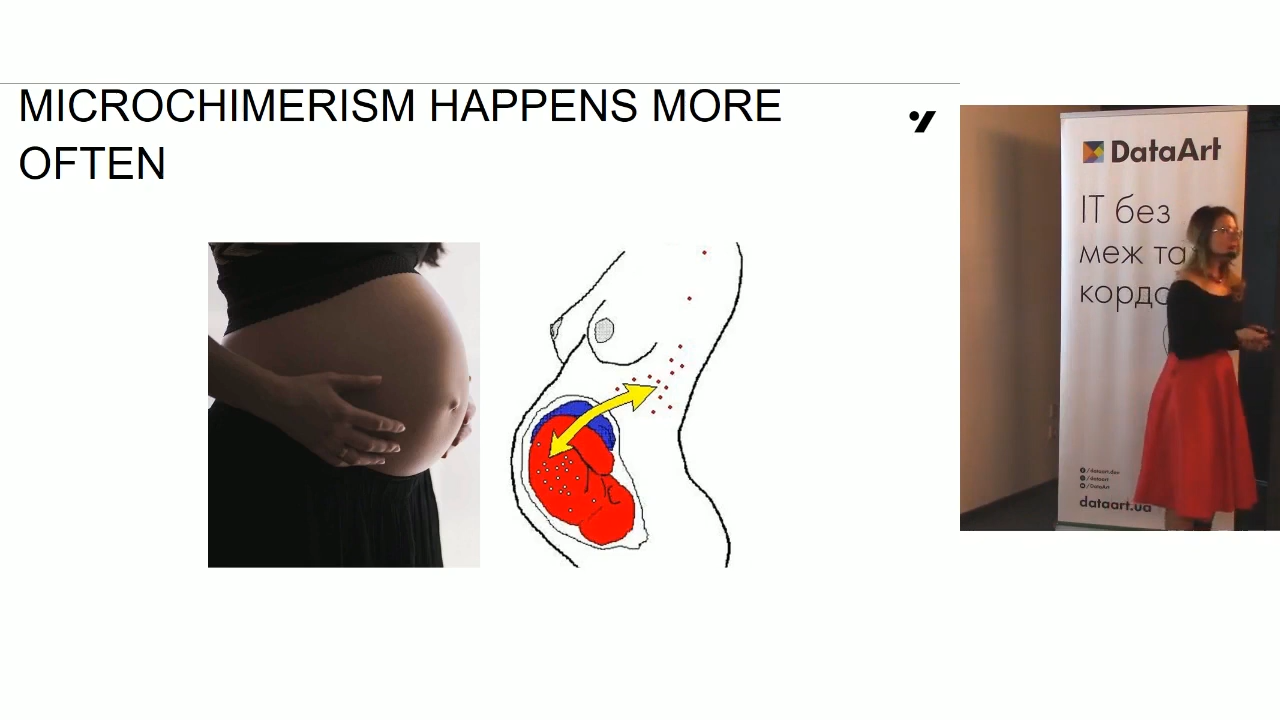 MICROCHIMERISM HAPPENS MORE
OFTEN
DataArt
IT без
меж та
кордо
dataart.ua